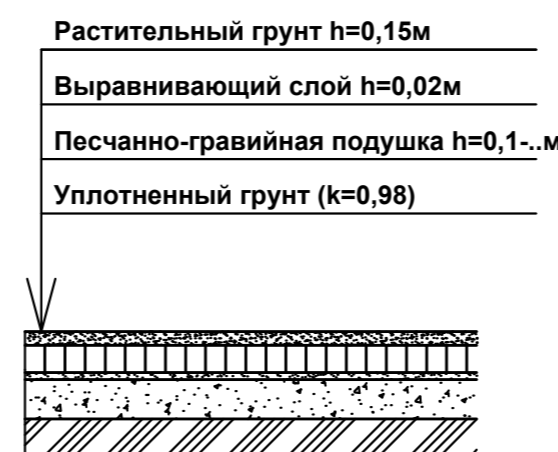 Растительный грунт h=0,15м
Выравнивающий слой h=0,02м
Песчанно-гравийная подушка h=0,1-..м
Уплотненный грунт (k=0,98)